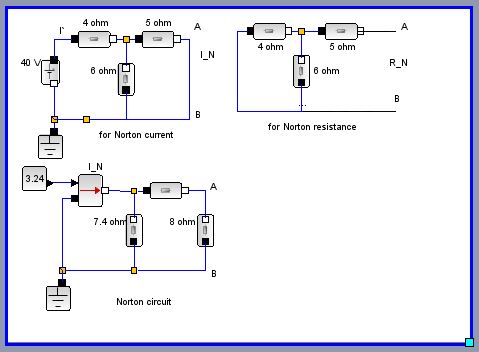 4 ohm 5 ohm A
I' I_N
40 V 6 ohm
B
for Norton current
4 ohm 5 ohm A
6 ohm R_N
B
...
for Norton resistance
I_N
3.24 A
7.4 ohm 8 ohm
B
Norton circuit